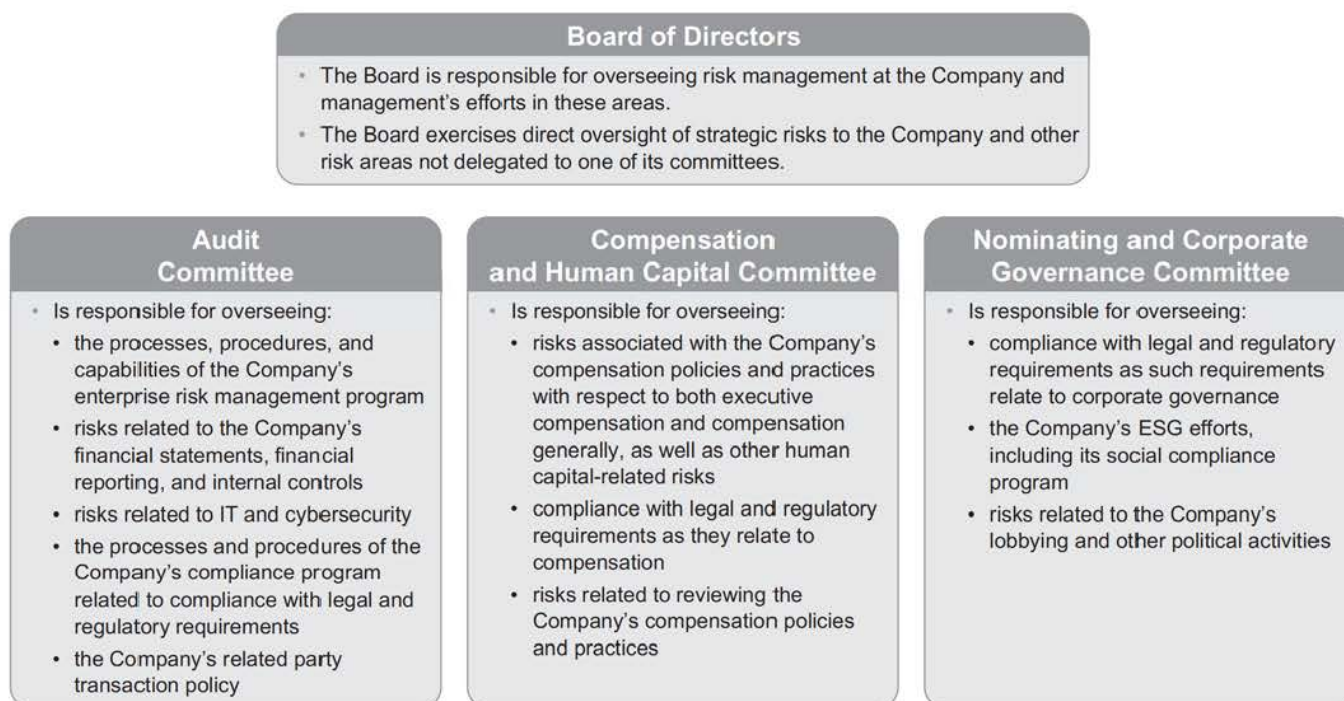 Board of Directors
• The Board is responsible for overseeing risk management at the Company and
management's efforts in these areas.
• The Board exercises direct oversight of strategic risks to the Company and other
risk areas not delegated to one of its committees.
Audit
Committee
• Is responsible for overseeing:
• the processes, procedures, and
capabilities of the Company's
enterprise risk management program
• risks related to the Company's
financial statements, financial
reporting, and internal controls
• risks related to IT and cybersecurity
• the processes and procedures of the
Company's compliance program
related to compliance with legal and
regulatory requirements
• the Company's related party
transaction policy
Compensation
and Human Capital Committee
• Is responsible for overseeing:
• risks associated with the Company's
compensation policies and practices
with respect to both executive
compensation and compensation
generally, as well as other human
capital-related risks
• compliance with legal and regulatory
requirements as they relate to
compensation
• risks related to reviewing the
Company's compensation policies
and practices
Nominating and Corporate
Governance Committee
• Is responsible for overseeing:
• compliance with legal and regulatory
requirements as such requirements
relate to corporate governance
• the Company's ESG efforts,
including its social compliance
program
• risks related to the Company's
lobbying and other political activities